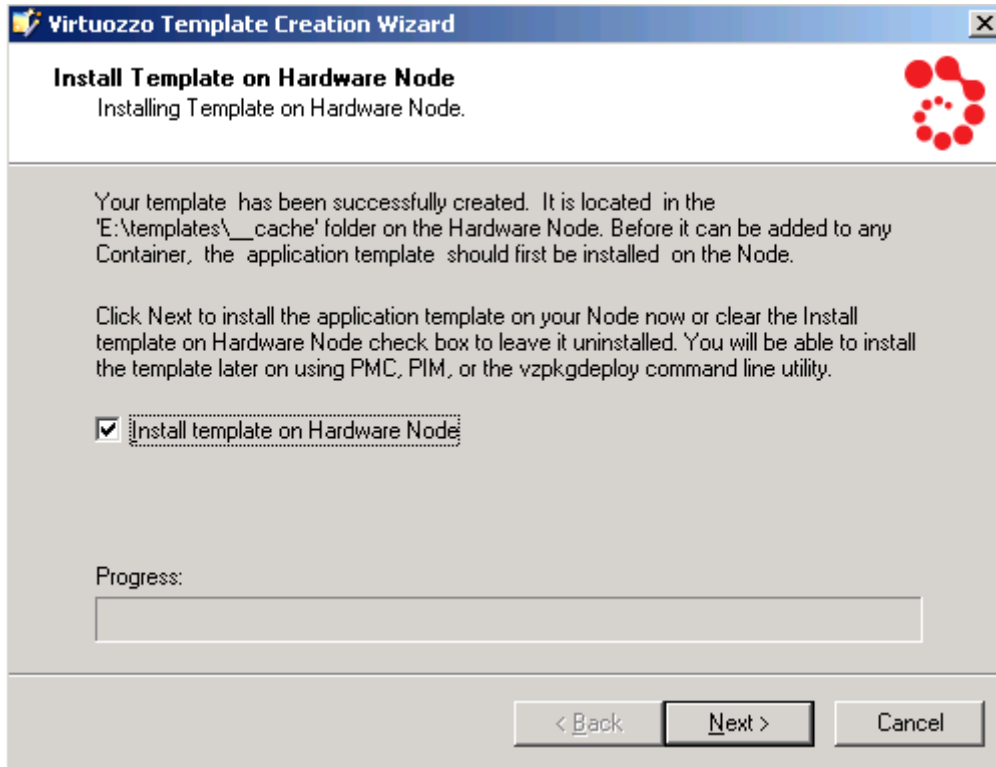 Virtuozzo Template Creation Wizard
Install Template on Hardware Node
Installing Template on Hardware Node.
Your template has been successfully created. It is located in the
'E:\templates\__cache' folder on the Hardware Node. Before it can be added to any
Container, the application template should first be installed on the Node.
Click Next to install the application template on your Node now or clear the Install
template on Hardware Node check box to leave it uninstalled. You will be able to install
the template later on using PMC, PIM, or the vzpkgdeploy command line utility.
Install template on Hardware Node
Progress:
< Back
Next >
Cancel